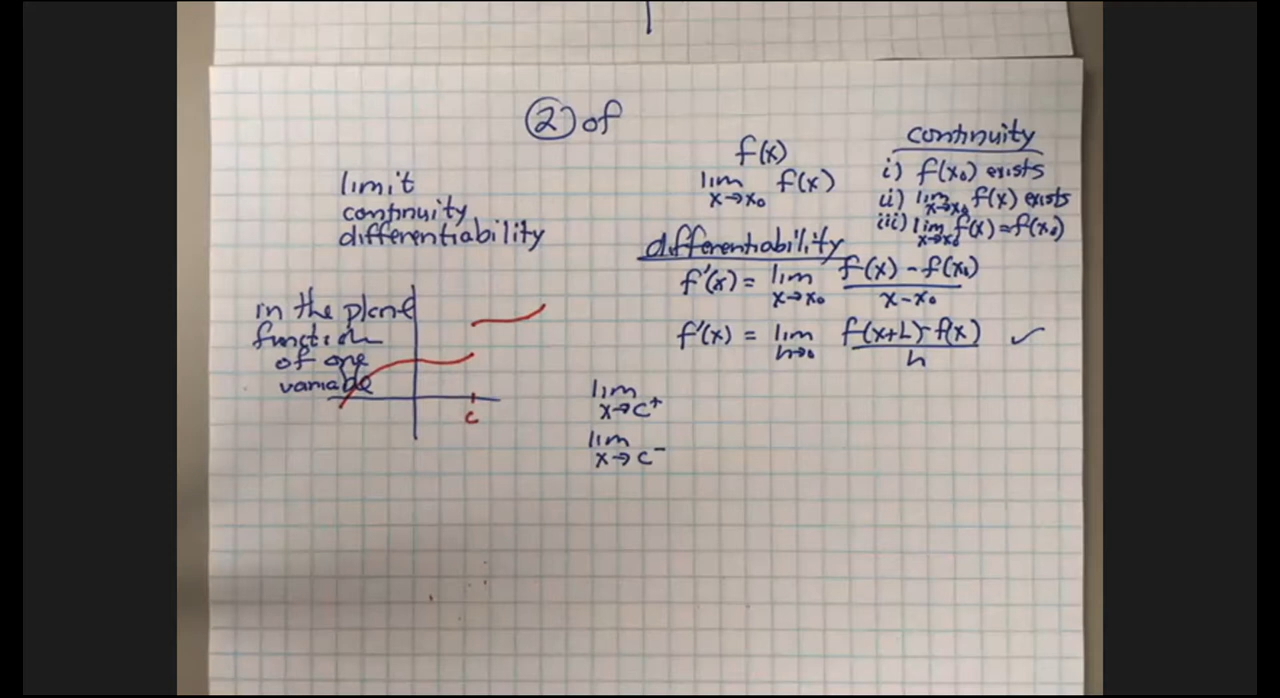 ② of
limit
continuity
differentiability
f(x)
lim f(x)
x→x₀
continuity
i) f(x₀) exists
ii) lim f(x) exists
x→x₀
iii) lim f(x) = f(x₀)
x→x₀
differentiability
f'(x) = lim f(x) - f(x₀)
x→x₀ x-x₀
f'(x) = lim f(x+h) - f(x) ✓
h→0 h
in the plane
function
of one
variable
c
lim
x→c⁺
lim
x→c⁻